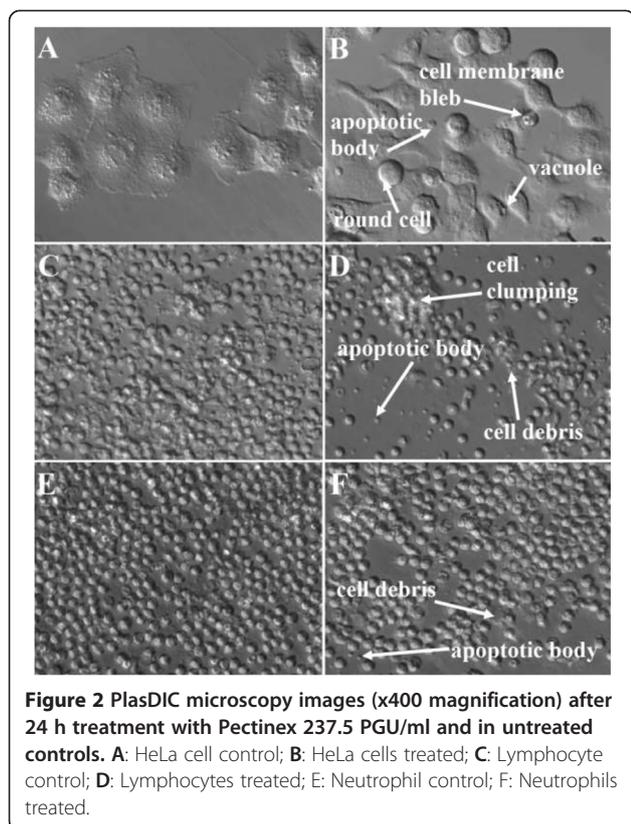 A
B
cell membrane
bleb
apoptotic
body
vacuole
round cell
C
D
cell
clumping
apoptotic body
cell debris
E
F
cell debris
apoptotic body
Figure 2 PlasDIC microscopy images (x400 magnification) after
24 h treatment with Pectinex 237.5 PGU/ml and in untreated
controls. A: HeLa cell control; B: HeLa cells treated; C: Lymphocyte
control; D: Lymphocytes treated; E: Neutrophil control; F: Neutrophils
treated.